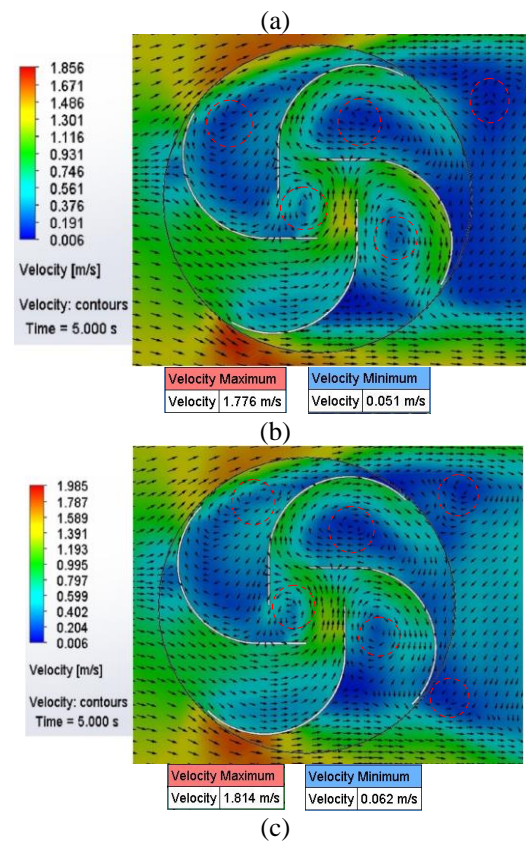 (a)
1.856
1.671
1.486
1.301
1.116
0.931
0.746
0.561
0.376
0.191
0.006
Velocity [m/s]
Velocity: contours
Time = 5.000 s
Velocity Maximum
Velocity 1.776 m/s
Velocity Minimum
Velocity 0.051 m/s
(b)
1.985
1.787
1.589
1.391
1.193
0.995
0.797
0.599
0.402
0.204
0.006
Velocity [m/s]
Velocity: contours
Time = 5.000 s
Velocity Maximum
Velocity 1.814 m/s
Velocity Minimum
Velocity 0.062 m/s
(c)